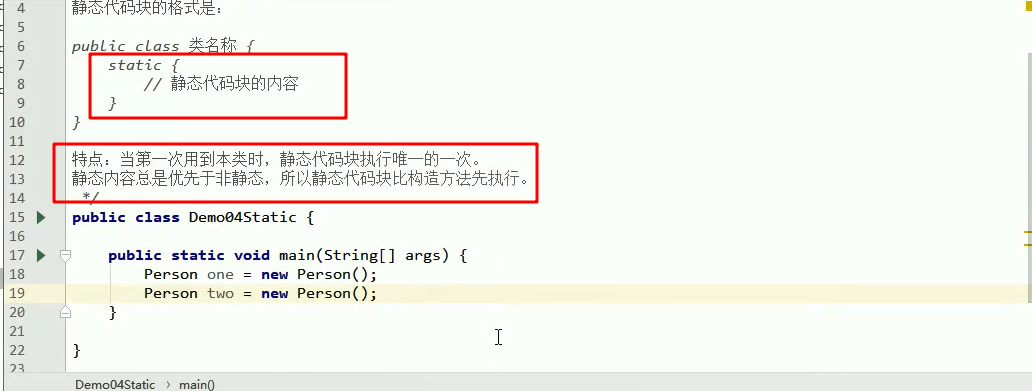 4 静态代码块的格式是：
5
6 public class 类名称 {
7 static {
8 // 静态代码块的内容
9 }
10 }
11
12 特点：当第一次用到本类时，静态代码块执行唯一的一次。
13 静态内容总是优先于非静态，所以静态代码块比构造方法先执行。
14 */
15 public class Demo04Static {
16
17 public static void main(String[] args) {
18 Person one = new Person();
19 Person two = new Person();
20 }
21
22 }
23
Demo04Static › main()